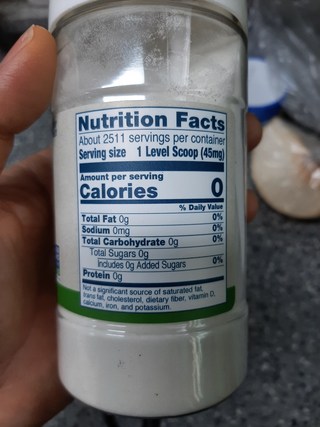 Nutrition Facts
About 2511 servings per container
Serving size 1 Level Scoop (45mg)
Amount per serving
Calories 0
% Daily Value
Total Fat 0g 0%
Sodium 0mg 0%
Total Carbohydrate 0g 0%
Total Sugars 0g
Includes 0g Added Sugars 0%
Protein 0g
Not a significant source of saturated fat,
trans fat, cholesterol, dietary fiber, vitamin D,
calcium, iron, and potassium.